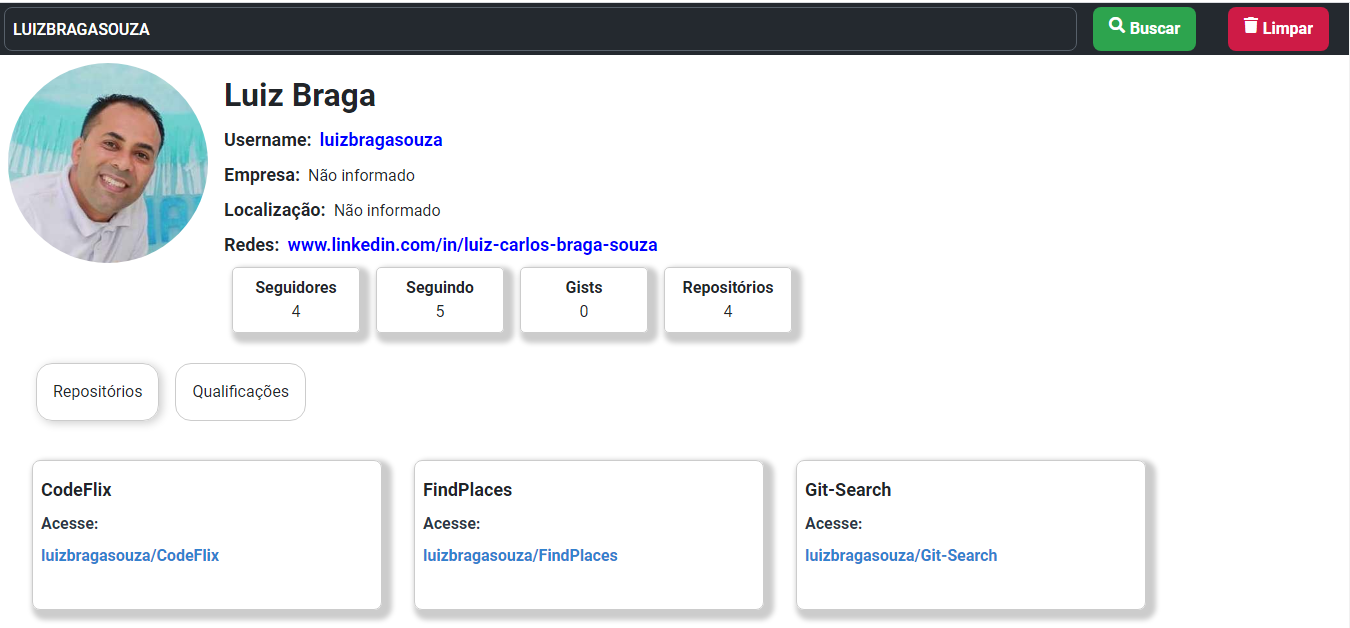 LUIZBRAGASOUZA
Buscar
Limpar
Luiz Braga
Username: luizbragasouza
Empresa: Não informado
Localização: Não informado
Redes: www.linkedin.com/in/luiz-carlos-braga-souza
Seguidores
4
Seguindo
5
Gists
0
Repositórios
4
Repositórios
Qualificações
CodeFlix
Acesse:
luizbragasouza/CodeFlix
FindPlaces
Acesse:
luizbragasouza/FindPlaces
Git-Search
Acesse:
luizbragasouza/Git-Search